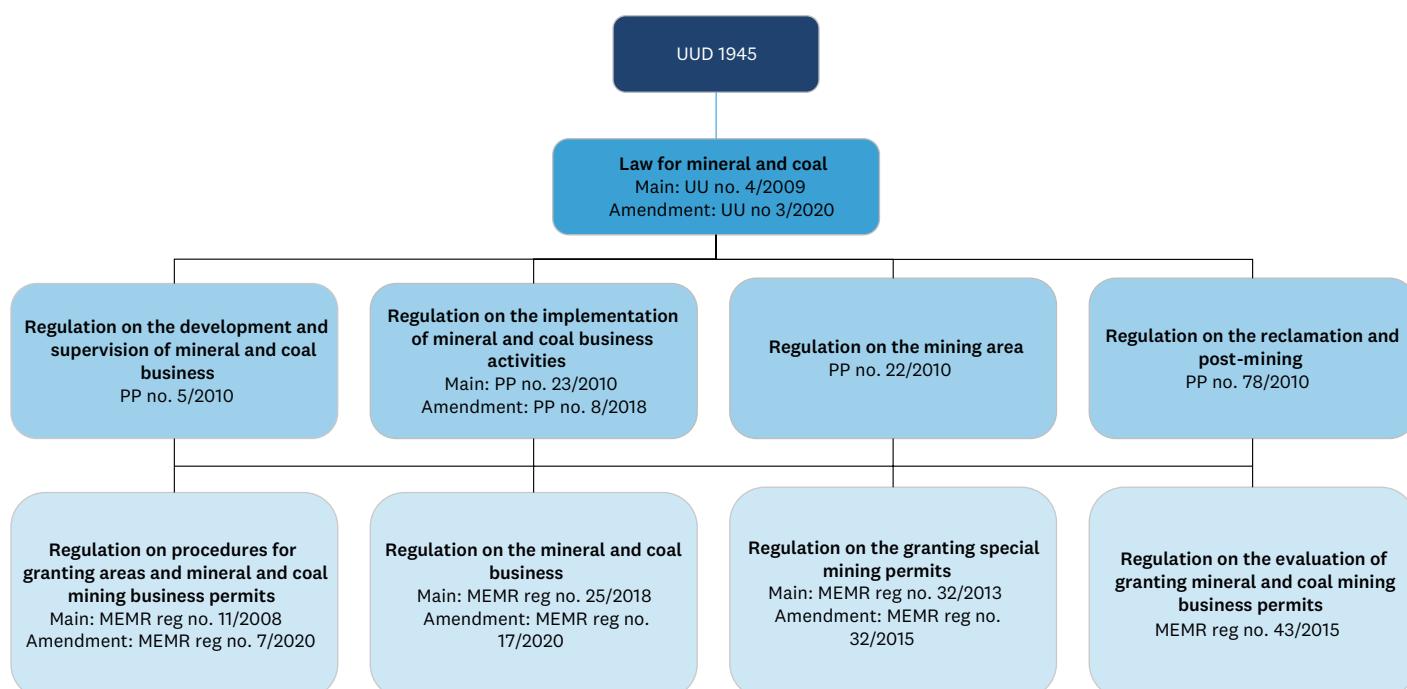 UUD 1945
Law for mineral and coal
Main: UU no. 4/2009
Amendment: UU no 3/2020
Regulation on the development and
supervision of mineral and coal
business
PP no. 5/2010
Regulation on the implementation
of mineral and coal business
activities
Main: PP no. 23/2010
Amendment: PP no. 8/2018
Regulation on the mining area
PP no. 22/2010
Regulation on the reclamation and
post-mining
PP no. 78/2010
Regulation on procedures for
granting areas and mineral and coal
mining business permits
Main: MEMR reg no. 11/2008
Amendment: MEMR reg no. 7/2020
Regulation on the mineral and coal
business
Main: MEMR reg no. 25/2018
Amendment: MEMR reg no.
17/2020
Regulation on the granting special
mining permits
Main: MEMR reg no. 32/2013
Amendment: MEMR reg no.
32/2015
Regulation on the evaluation of
granting mineral and coal mining
business permits
MEMR reg no. 43/2015